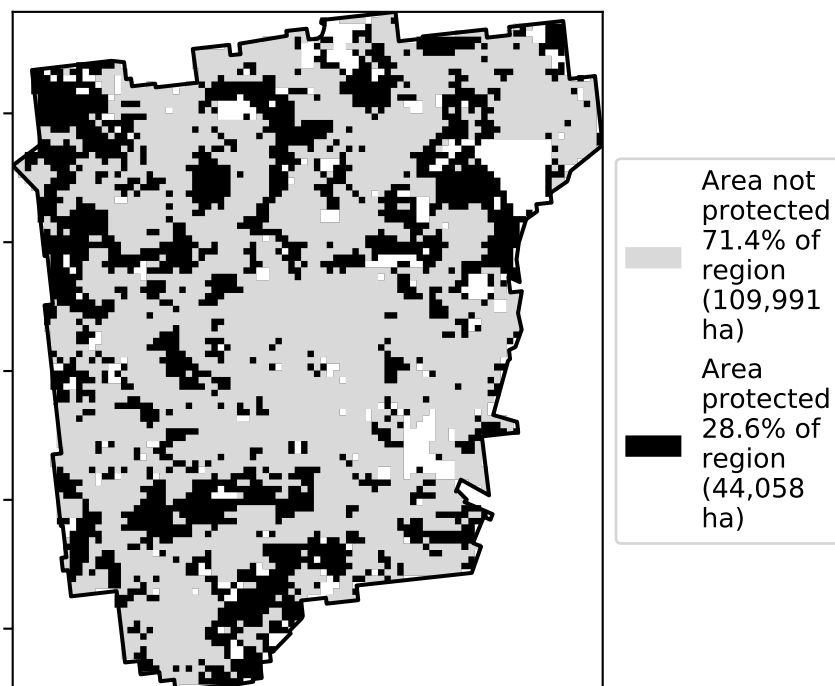 Area not
protected
71.4% of
region
(109,991
ha)
Area
protected
28.6% of
region
(44,058
ha)